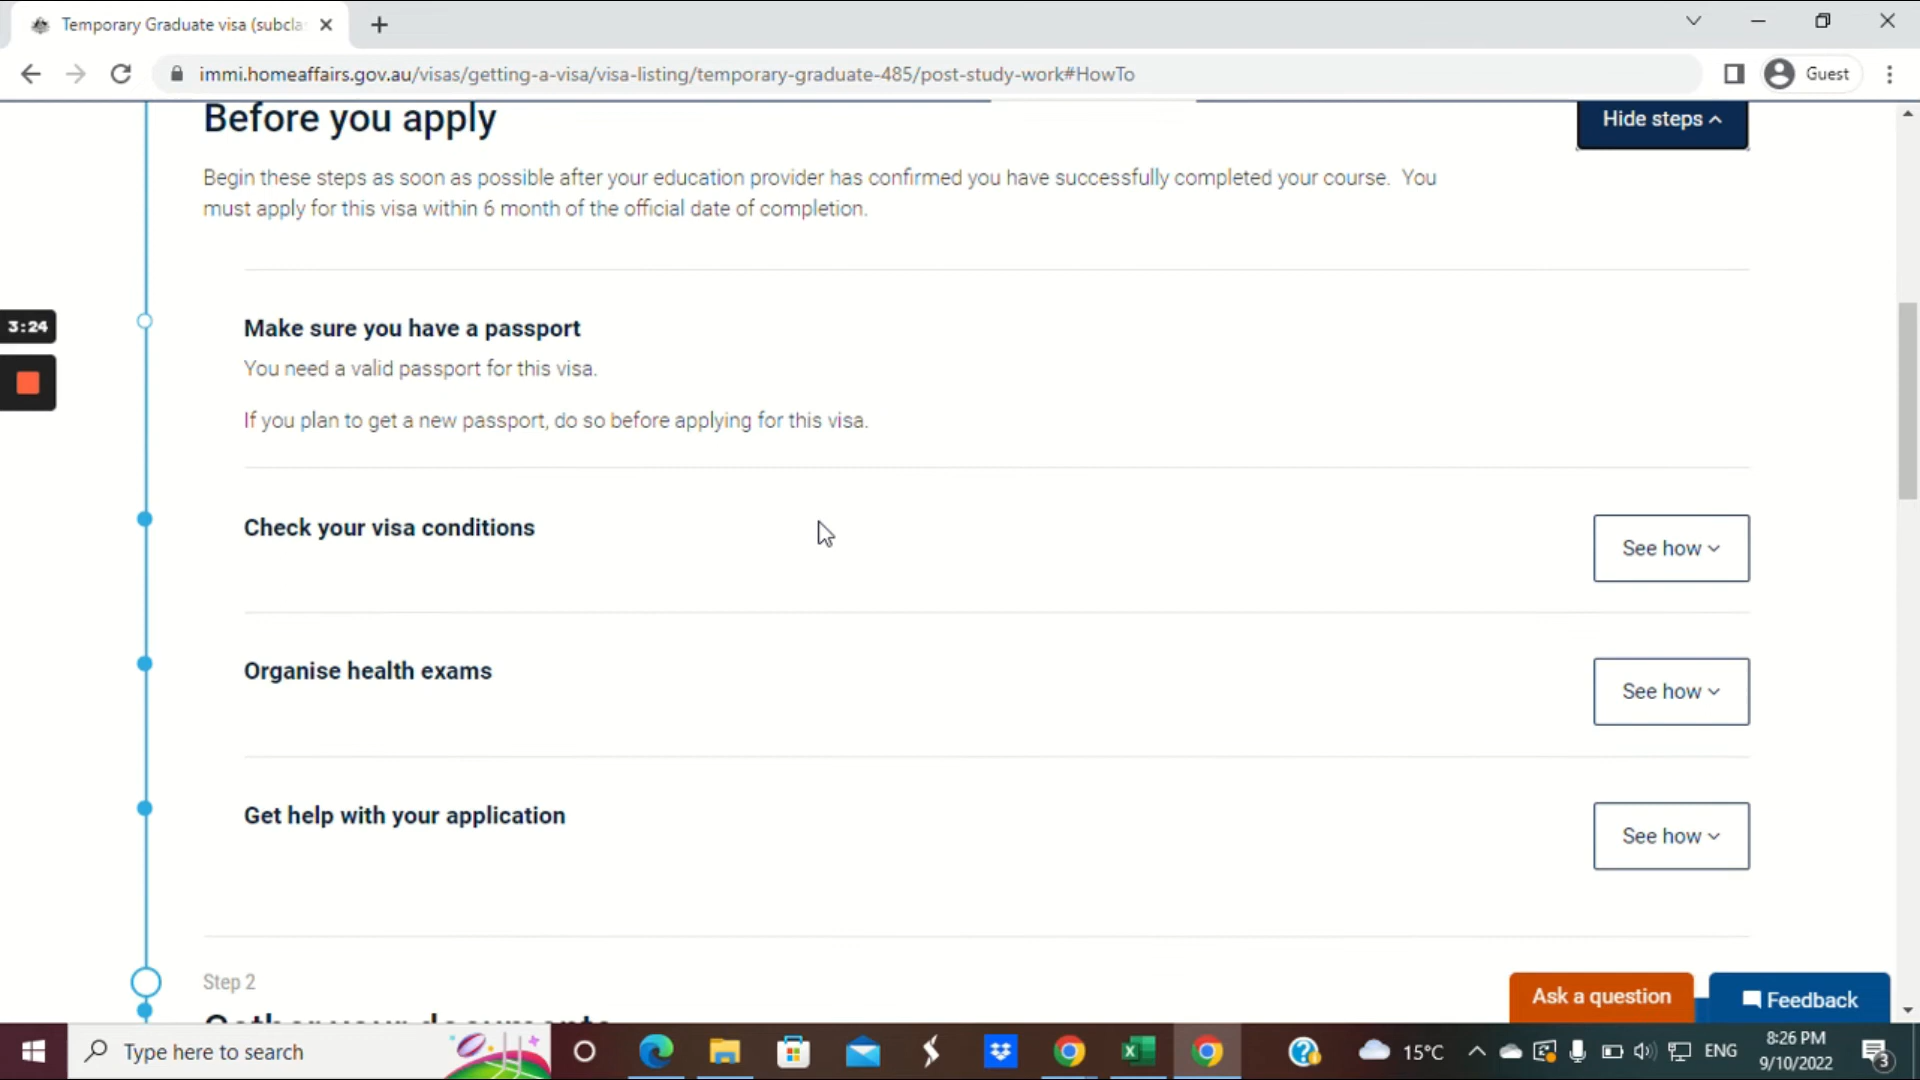 Temporary Graduate visa (subcla
immi.homeaffairs.gov.au/visas/getting-a-visa/visa-listing/temporary-graduate-485/post-study-work#HowTo
Guest
Before you apply
Hide steps
Begin these steps as soon as possible after your education provider has confirmed you have successfully completed your course. You
must apply for this visa within 6 month of the official date of completion.
3:24
Make sure you have a passport
You need a valid passport for this visa.
If you plan to get a new passport, do so before applying for this visa.
Check your visa conditions
See how
Organise health exams
See how
Get help with your application
See how
Step 2
Gather your documents
Ask a question
Feedback
Type here to search
15°C
ENG
8:26 PM
9/10/2022
3